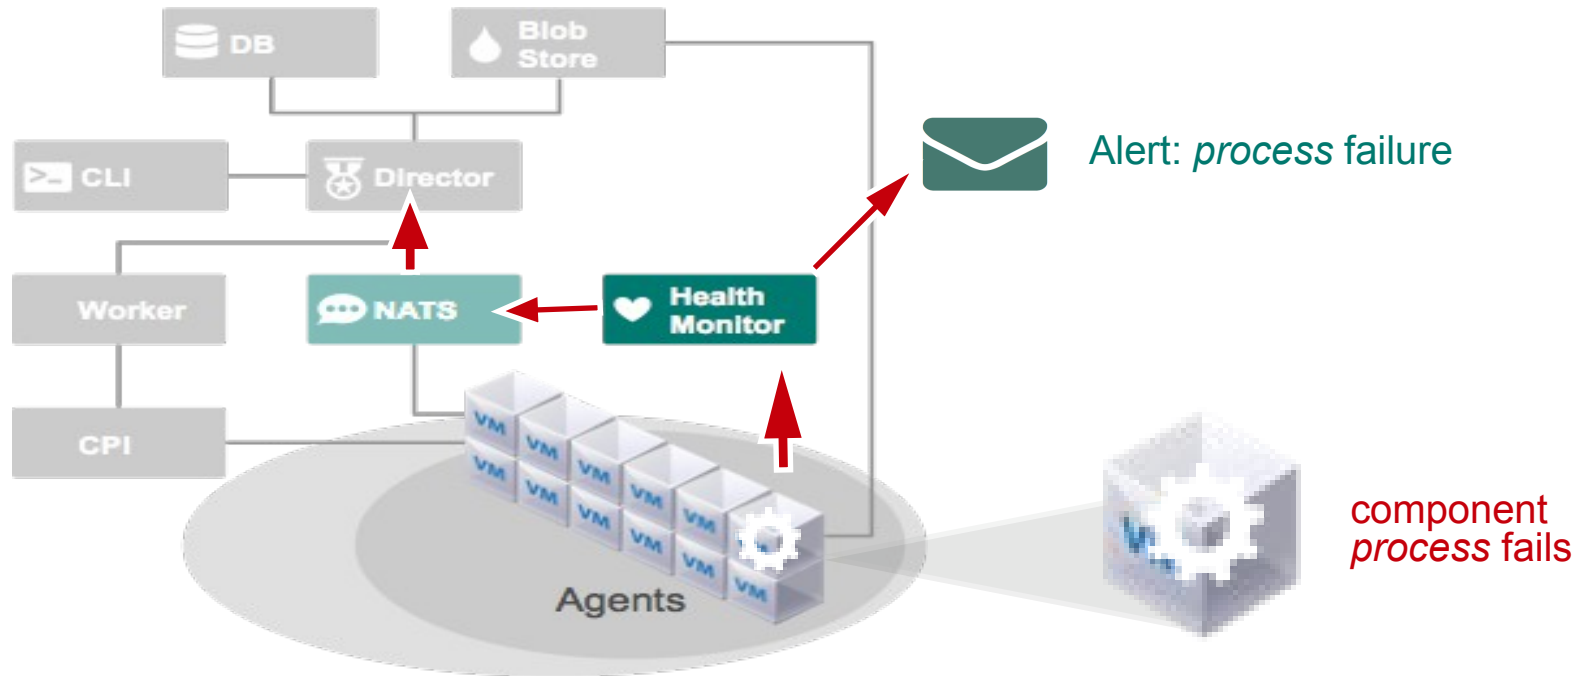 DB
Blob
Store
Alert: process failure
>_ CLI
Director
Worker
NATS
Health
Monitor
CPI
VM
VM
VM
VM
VM
VM
VM
VM
VM
VM
VM
Agents
component
process fails